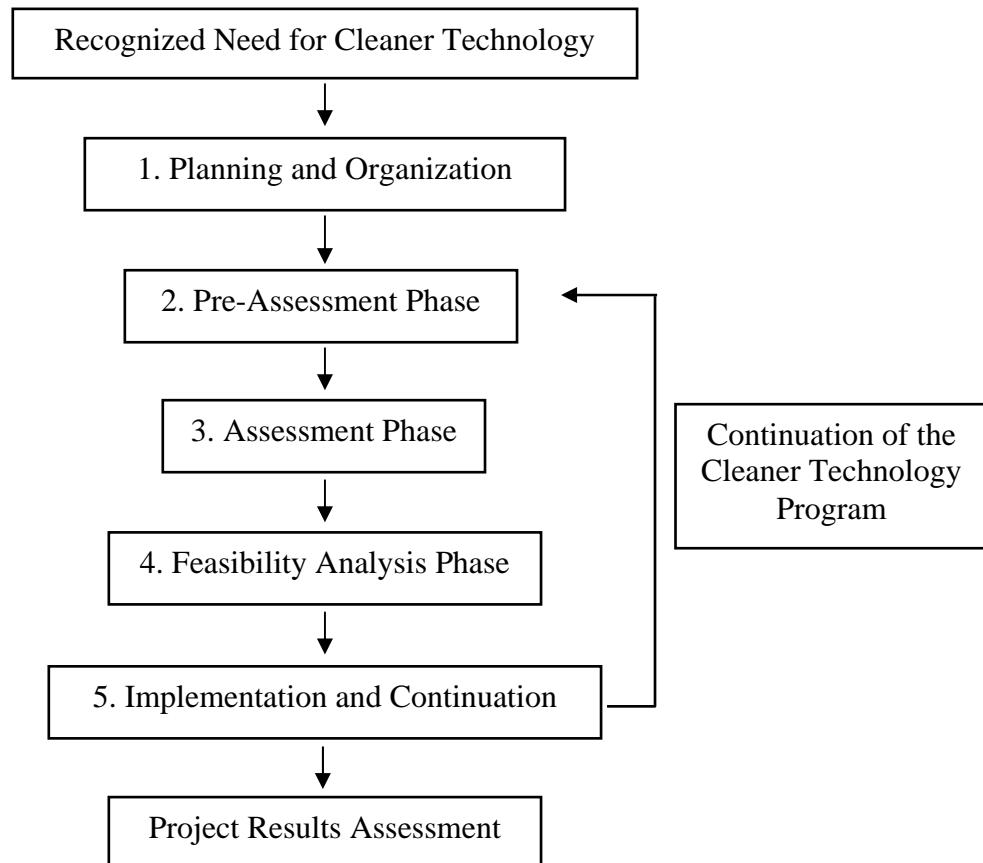 Recognized Need for Cleaner Technology
1. Planning and Organization
2. Pre-Assessment Phase
3. Assessment Phase
4. Feasibility Analysis Phase
5. Implementation and Continuation
Project Results Assessment
Continuation of the
Cleaner Technology
Program